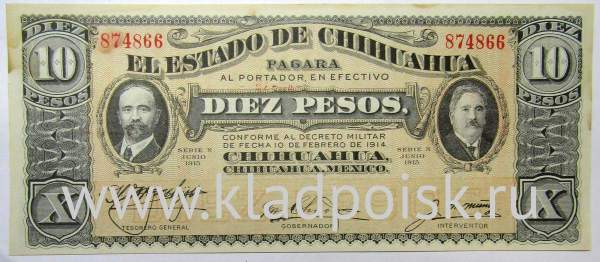 DIEZ
10
PESOS
874866
EL ESTADO DE CHIHUAHUA
874866
DIEZ
10
PESOS
PAGARA
AL PORTADOR, EN EFECTIVO
DIEZ PESOS.
CONFORME AL DECRETO MILITAR
DE FECHA 10 DE FEBRERO DE 1914.
SERIE N
JUNIO
1915
SERIE N
JUNIO
1915
CHIHUAHUA,
CHIHUAHUA, MEXICO.
X
X
www.kladpoisk.ru
TESORERO GENERAL
GOBERNADOR
INTERVENTOR